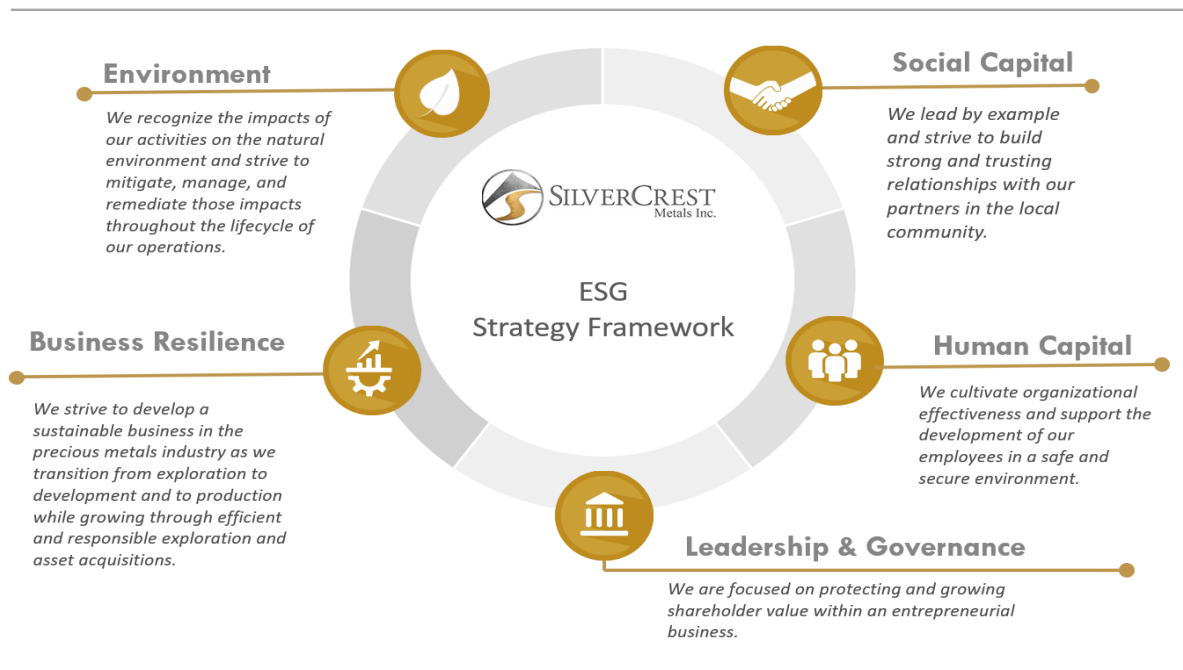 Environment
We recognize the impacts of
our activities on the natural
environment and strive to
mitigate, manage, and
remediate those impacts
throughout the lifecycle of
our operations.
Social Capital
We lead by example
and strive to build
strong and trusting
relationships with our
partners in the local
community.
SILVERCREST
Metals Inc.
ESG
Strategy Framework
Business Resilience
We strive to develop a
sustainable business in the
precious metals industry as we
transition from exploration to
development and to production
while growing through efficient
and responsible exploration and
asset acquisitions.
Human Capital
We cultivate organizational
effectiveness and support the
development of our
employees in a safe and
secure environment.
Leadership & Governance
We are focused on protecting and growing
shareholder value within an entrepreneurial
business.